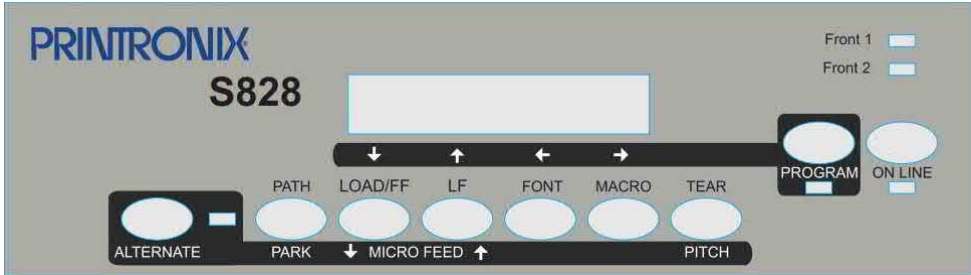 PRINTRONIX
S828
Front 1
Front 2
↓ ↑ ← →
PROGRAM ON LINE
PATH LOAD/FF LF FONT MACRO TEAR
ALTERNATE PARK ↓ MICRO FEED ↑ PITCH